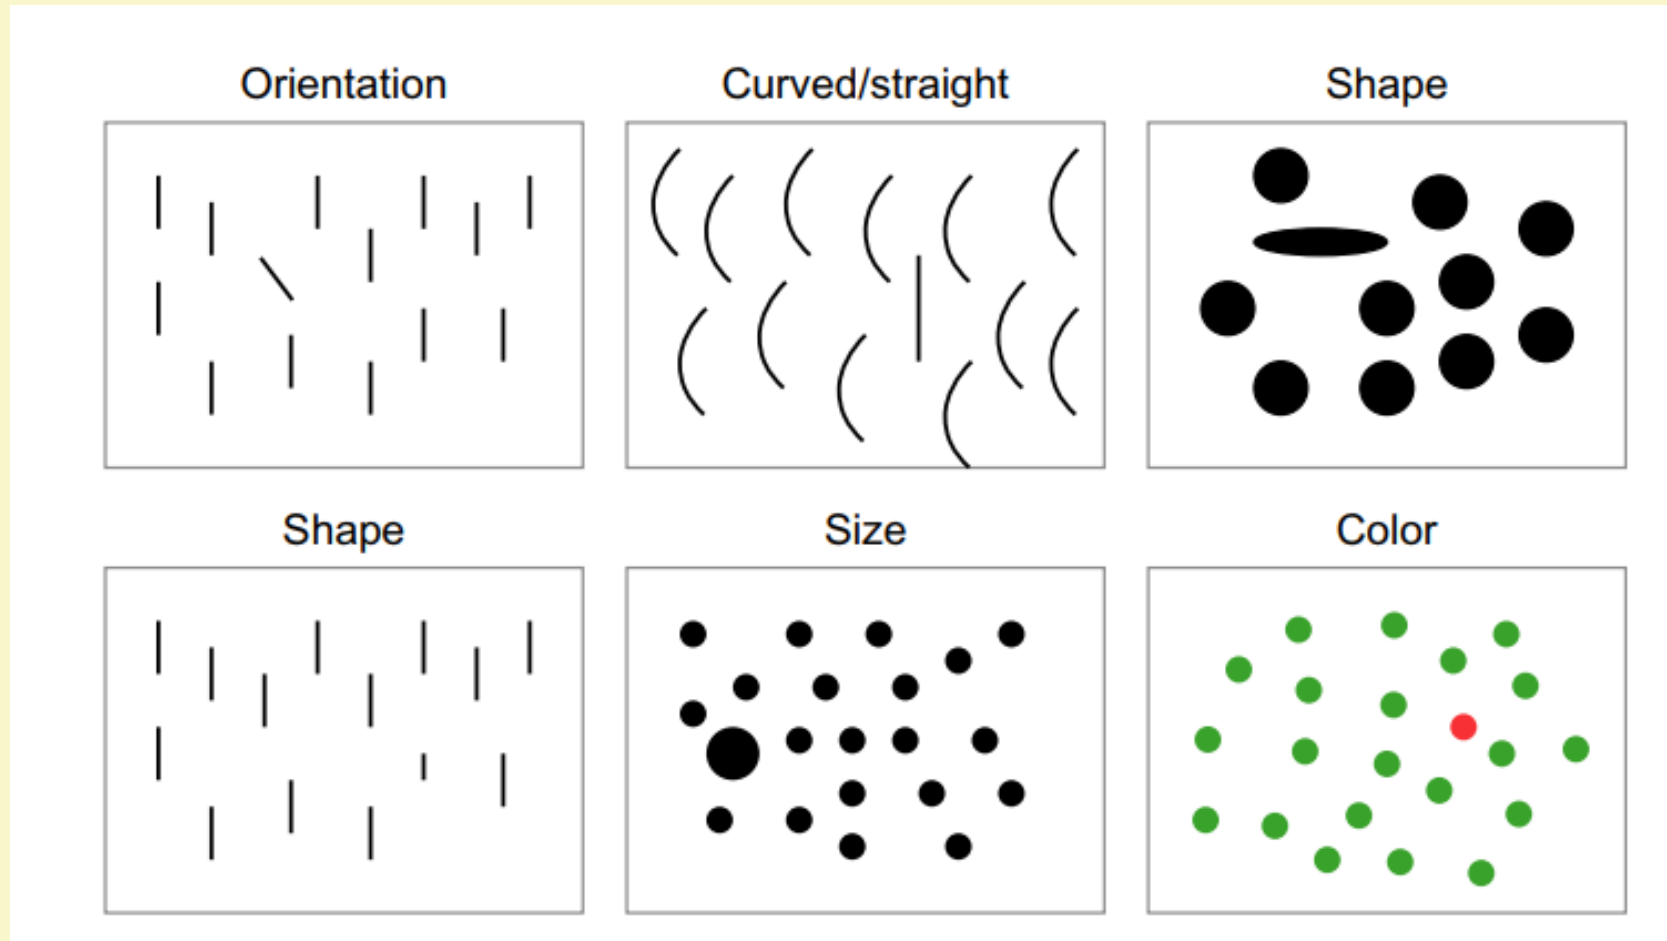 Orientation
Curved/straight
Shape
Shape
Size
Color